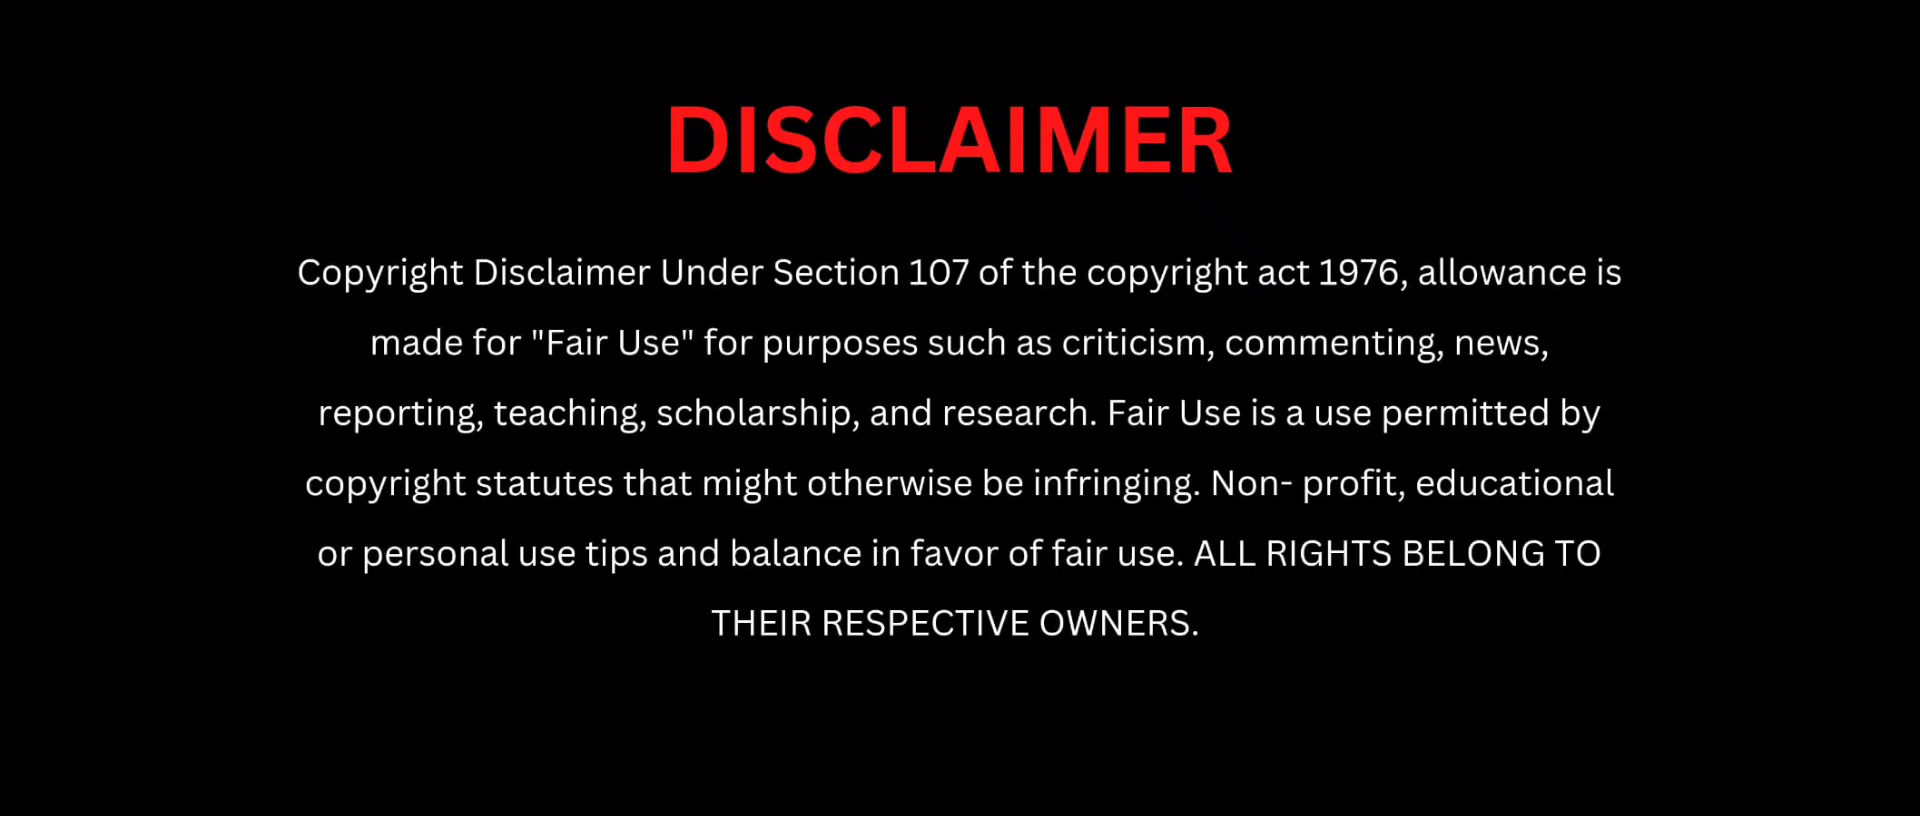 DISCLAIMER
Copyright Disclaimer Under Section 107 of the copyright act 1976, allowance is
made for "Fair Use" for purposes such as criticism, commenting, news,
reporting, teaching, scholarship, and research. Fair Use is a use permitted by
copyright statutes that might otherwise be infringing. Non- profit, educational
or personal use tips and balance in favor of fair use. ALL RIGHTS BELONG TO
THEIR RESPECTIVE OWNERS.